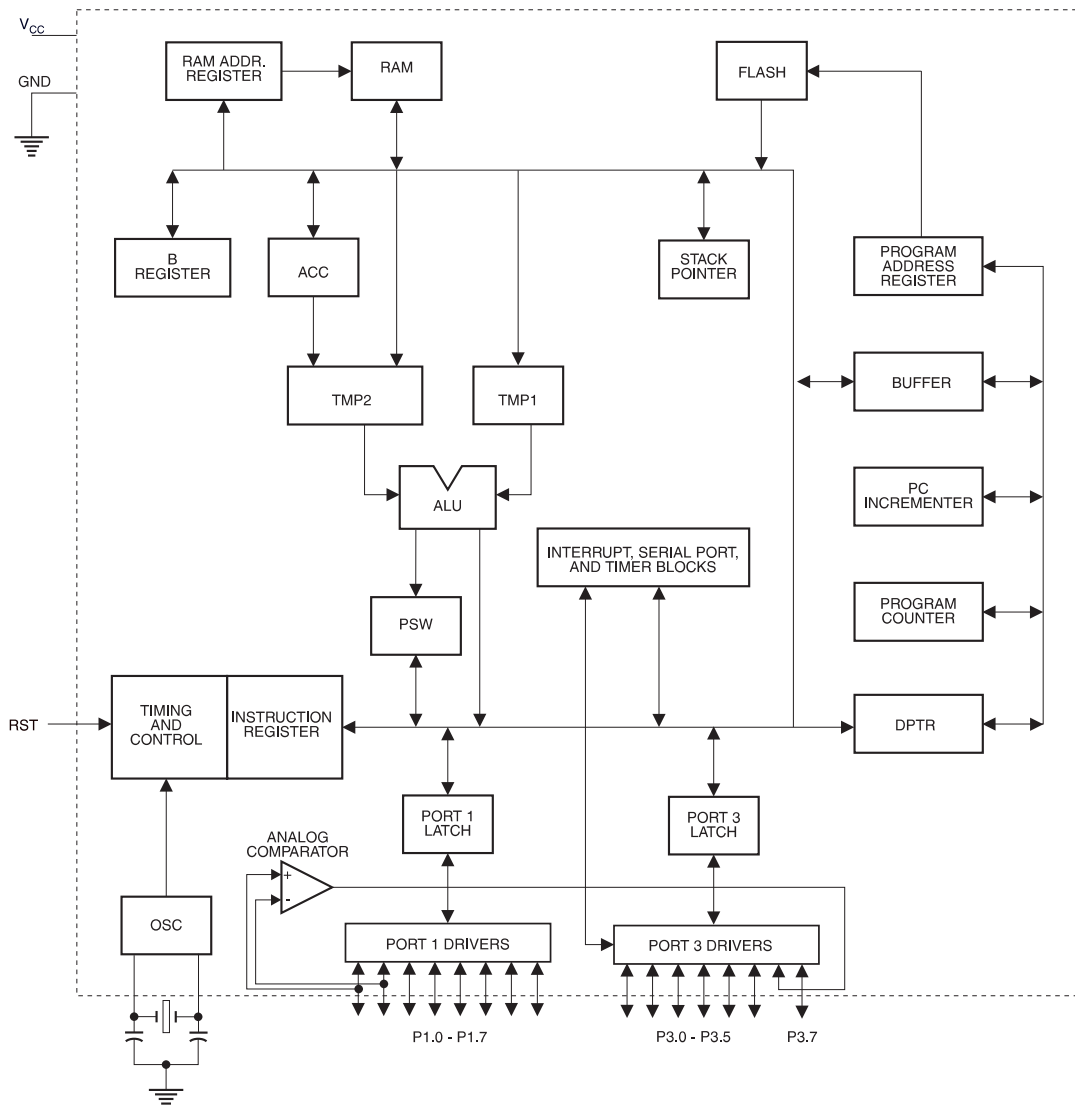 VCC
GND
RAM ADDR.
REGISTER
RAM
FLASH
B
REGISTER
ACC
STACK
POINTER
PROGRAM
ADDRESS
REGISTER
TMP2
TMP1
BUFFER
ALU
PC
INCREMENTER
INTERRUPT, SERIAL PORT,
AND TIMER BLOCKS
PSW
PROGRAM
COUNTER
RST
TIMING
AND
CONTROL
INSTRUCTION
REGISTER
DPTR
PORT 1
LATCH
PORT 3
LATCH
ANALOG
COMPARATOR
+
-
OSC
PORT 1 DRIVERS
PORT 3 DRIVERS
P1.0 - P1.7
P3.0 - P3.5
P3.7